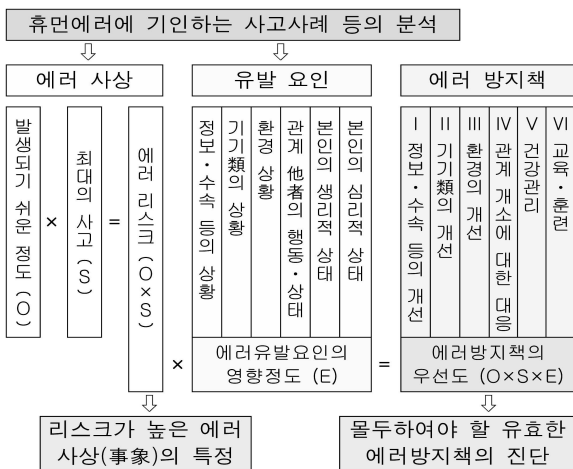 휴먼에러에 기인하는 사고사례 등의 분석
에러 사상
유발 요인
에러 방지책
발생되기 쉬운 정도 (O)
×
최대의 사고 (S)
=
에러 리스크 (O×S)
정보·수속 등의 상황
기기類의 상황
환경 상황
관계 他者의 행동·상태
본인의 생리적 상태
본인의 심리적 상태
Ⅰ 정보·수속 등의 개선
Ⅱ 기기類의 개선
Ⅲ 환경의 개선
Ⅳ 관계 개소에 대한 대응
Ⅴ 건강관리
Ⅵ 교육·훈련
×
에러유발요인의
영향정도 (E)
=
에러방지책의
우선도 (O×S×E)
리스크가 높은 에러
사상(事象)의 특정
몰두하여야 할 유효한
에러방지책의 진단